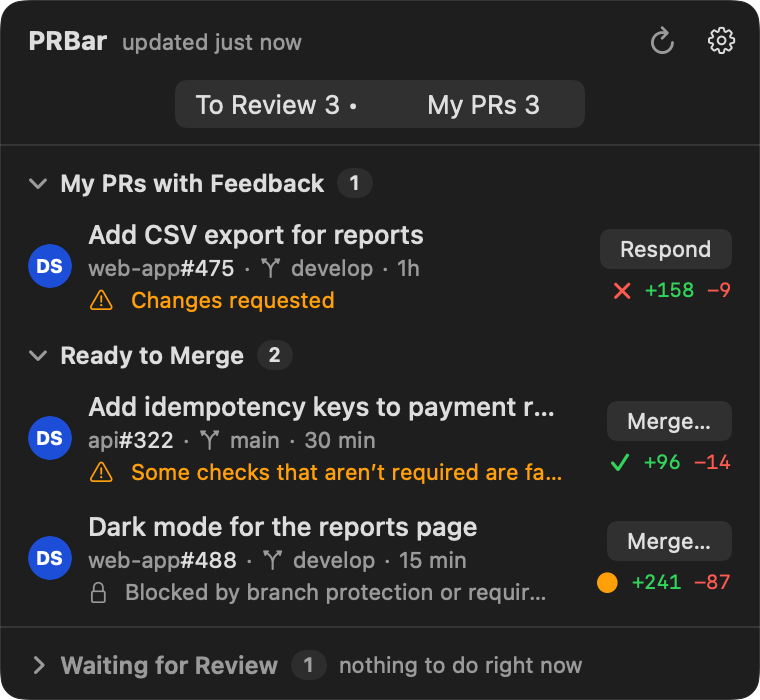 PRBar updated just now
To Review 3 • My PRs 3
My PRs with Feedback 1
Add CSV export for reports
DS
web-app#475 · develop · 1h
Changes requested
Respond
+158 −9
Ready to Merge 2
Add idempotency keys to payment r...
DS
api#322 · main · 30 min
Some checks that aren’t required are fa...
Merge...
+96 −14
Dark mode for the reports page
DS
web-app#488 · develop · 15 min
Blocked by branch protection or requir...
Merge...
+241 −87
Waiting for Review 1 nothing to do right now